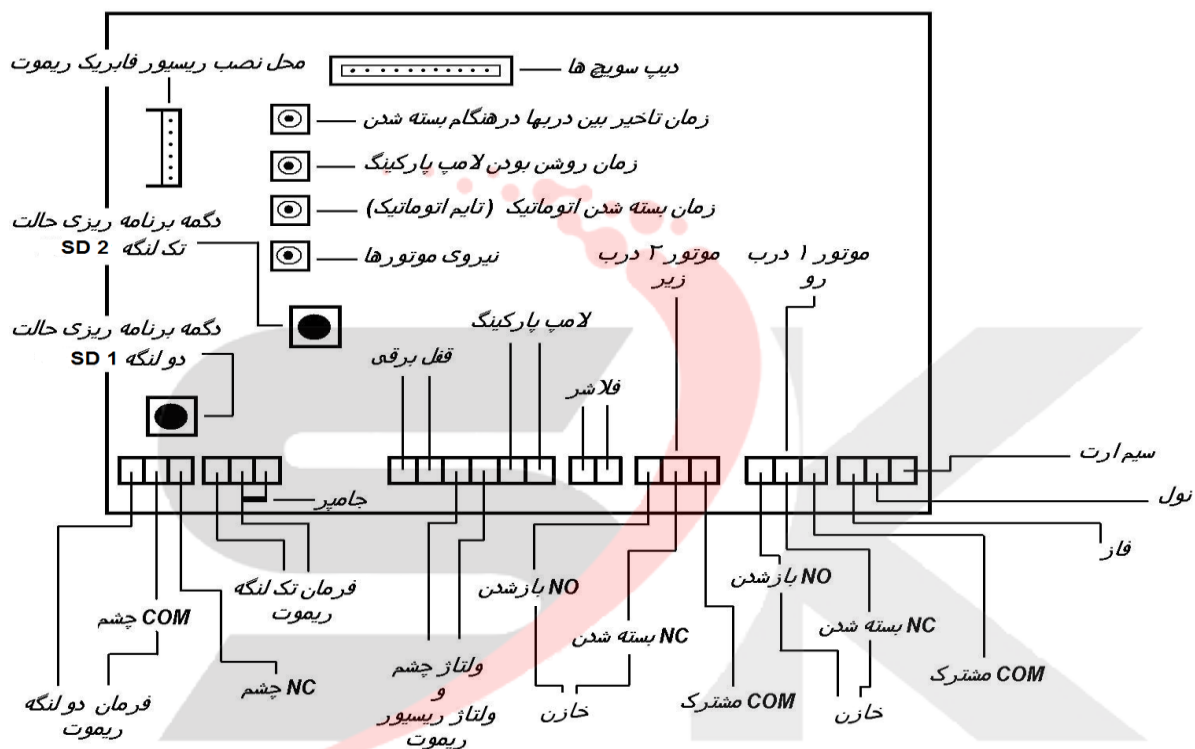 محل نصب ریسیور فابریک ریموت
دیپ سویچ ها
زمان تاخیر بین دربها درهنگام بسته شدن
زمان روشن بودن لامپ پارکینگ
زمان بسته شدن اتوماتیک (تایم اتوماتیک)
نیروی موتورها
دگمه برنامه ریزی حالت
تک لنگه SD 2
دگمه برنامه ریزی حالت
دو لنگه SD 1
موتور ۲ درب
زیر
موتور ۱ درب
رو
لامپ پارکینگ
قفل برقی
فلاشر
سیم ارت
نول
فاز
جامپر
فرمان تک لنگه
ریموت
COM چشم
NC چشم
فرمان دو لنگه
ریموت
ولتاژ چشم
و
ولتاژ ریسیور
ریموت
NO بازشدن
NC بسته شدن
خازن
COM مشترک
NO بازشدن
NC بسته شدن
خازن
COM مشترک
SK